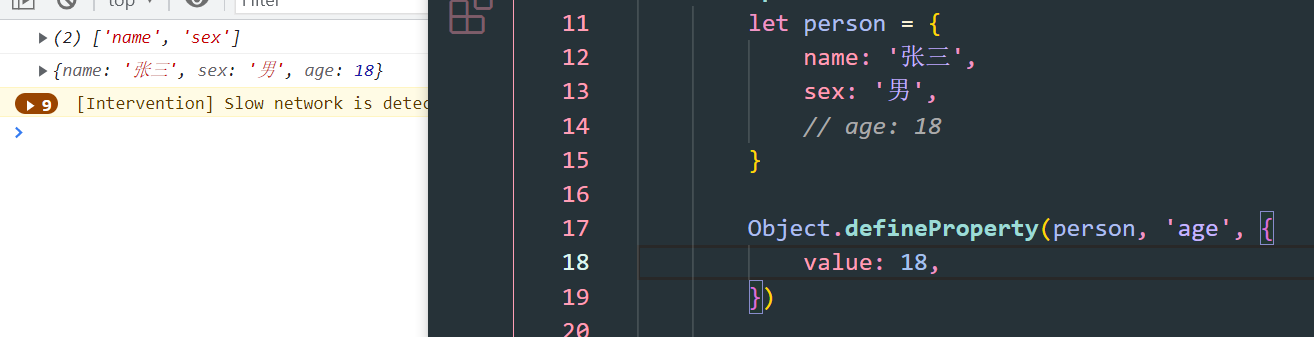 top
Filter
(2) ['name', 'sex']
{name: '张三', sex: '男', age: 18}
9 [Intervention] Slow network is detec
11 let person = {
12 name: '张三',
13 sex: '男',
14 // age: 18
15 }
16
17 Object.defineProperty(person, 'age', {
18 value: 18,
19 })
20